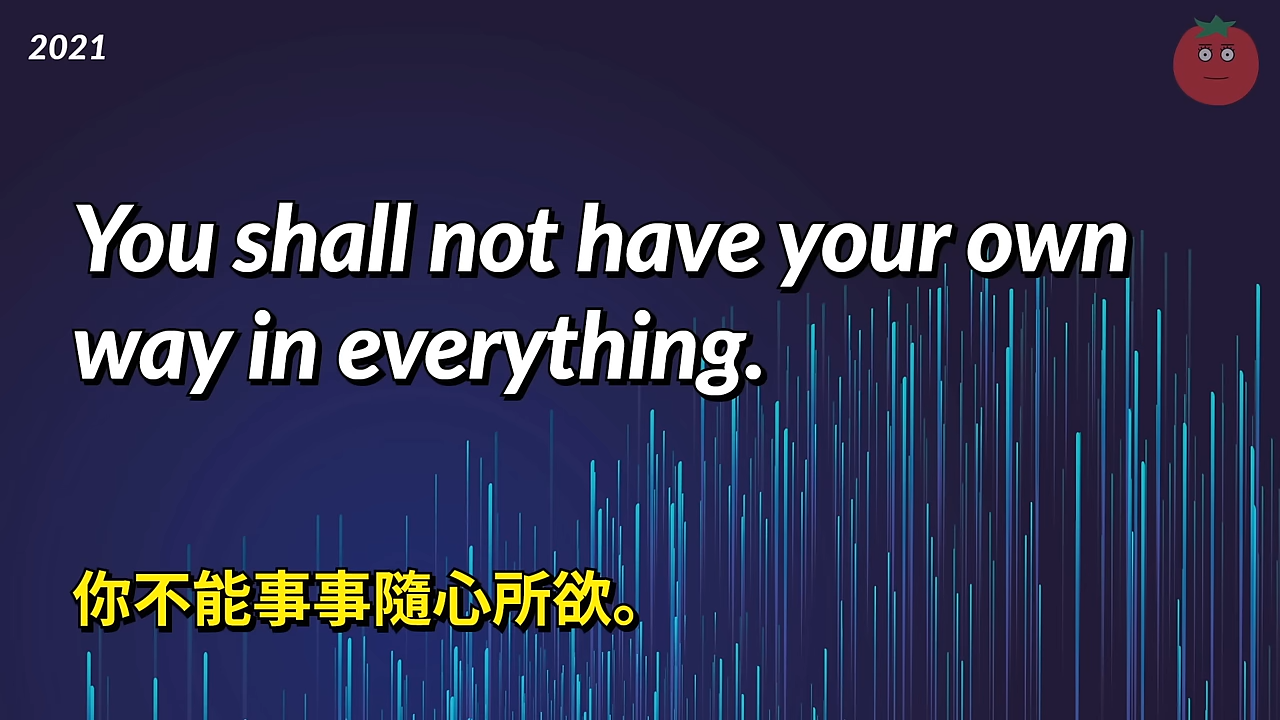 2021
You shall not have your own
way in everything.
你不能事事隨心所欲。